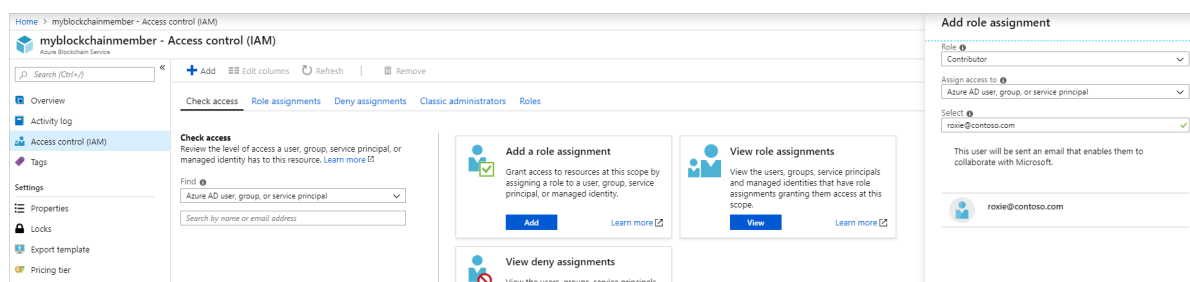 Home > myblockchainmember - Access control (IAM)
myblockchainmember - Access control (IAM)
Azure Blockchain Service
Search (Ctrl+/)
«
Overview
Activity log
Access control (IAM)
Tags
Settings
Properties
Locks
Export template
Pricing tier
Add
Edit columns
Refresh
Remove
Check access
Role assignments
Deny assignments
Classic administrators
Roles
Check access
Review the level of access a user, group, service principal, or
managed identity has to this resource. Learn more
Find
Azure AD user, group, or service principal
Search by name or email address
Add a role assignment
Grant access to resources at this scope by
assigning a role to a user, group, service
principal, or managed identity.
Add
Learn more
View role assignments
View the users, groups, service principals
and managed identities that have role
assignments granting them access at this
scope.
View
Learn more
View deny assignments
View the users, groups, service principals
Add role assignment
Role
Contributor
Assign access to
Azure AD user, group, or service principal
Select
roxie@contoso.com
This user will be sent an email that enables them to
collaborate with Microsoft.
roxie@contoso.com